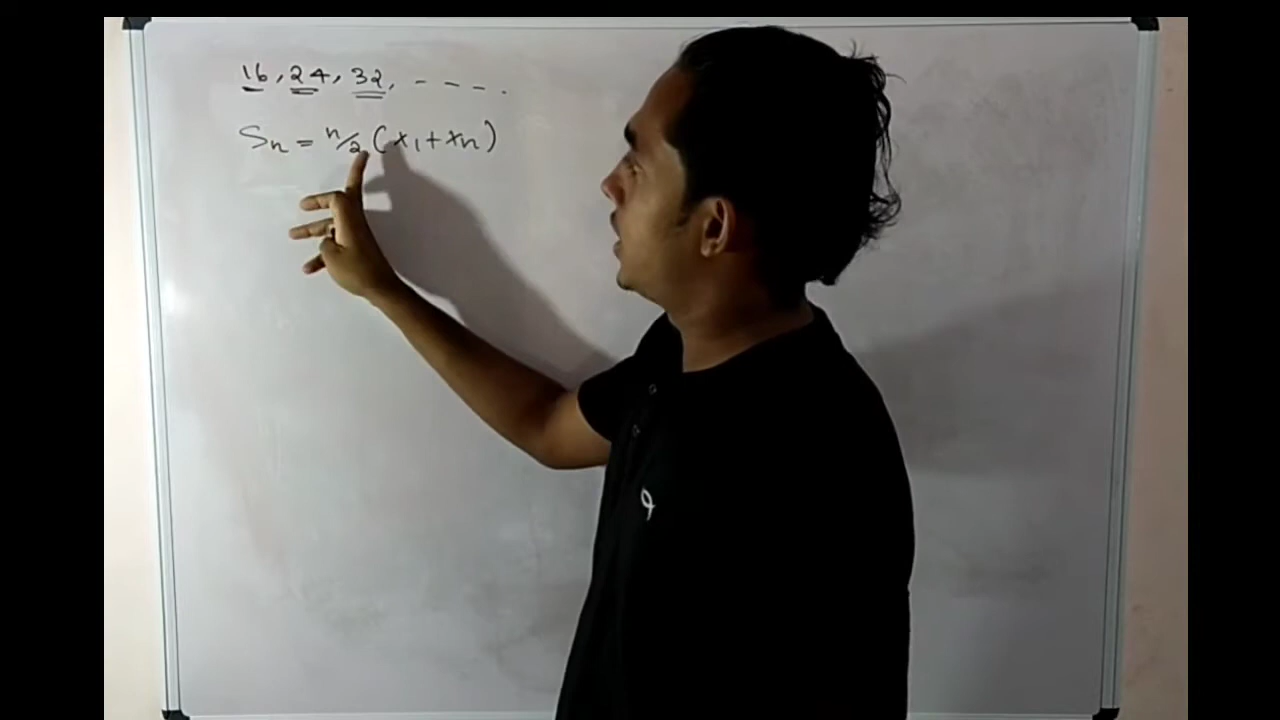 16, 24, 32, - - - .
Sn = n/2 (x1 + xn)